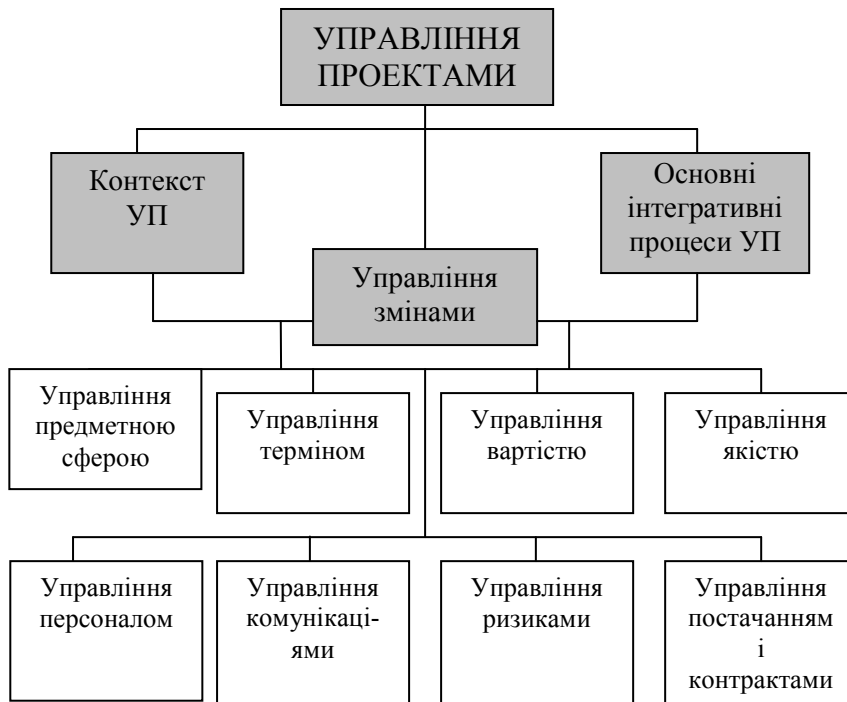 УПРАВЛІННЯ
ПРОЕКТАМИ
Контекст
УП
Основні
інтегративні
процеси УП
Управління
змінами
Управління
предметною
сферою
Управління
терміном
Управління
вартістю
Управління
якістю
Управління
персоналом
Управління
комунікаці-
ями
Управління
ризиками
Управління
постачанням
і
контрактами